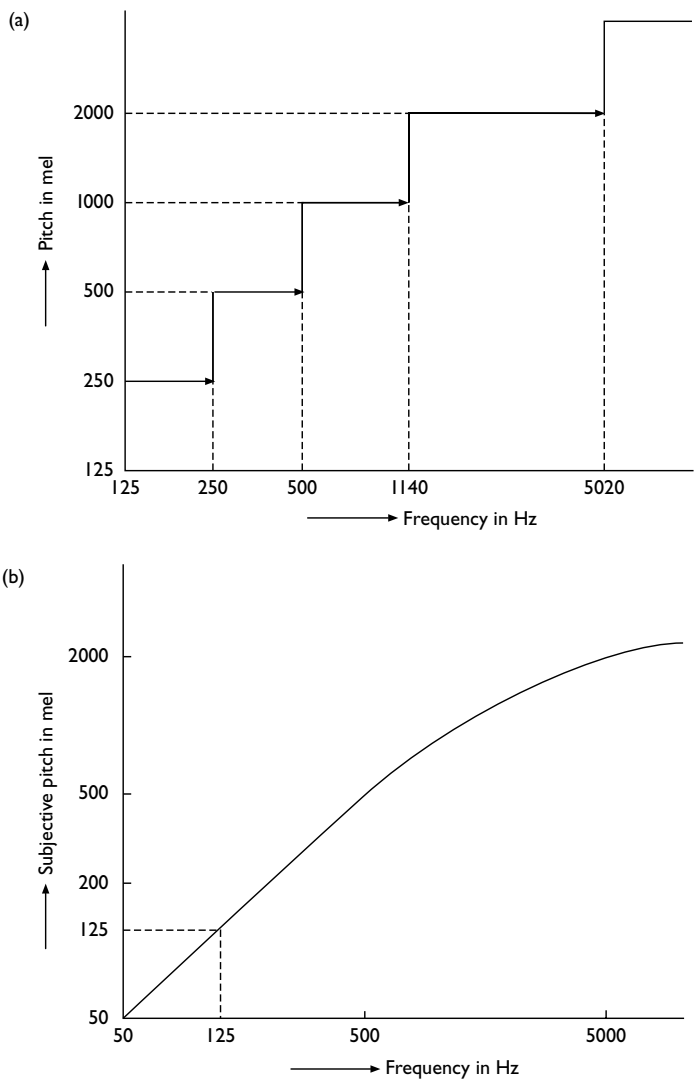 (a)
Pitch in mel
2000
1000
500
250
125
125 250 500 1140 5020
Frequency in Hz
(b)
Subjective pitch in mel
2000
500
200
125
50
50 125 500 5000
Frequency in Hz